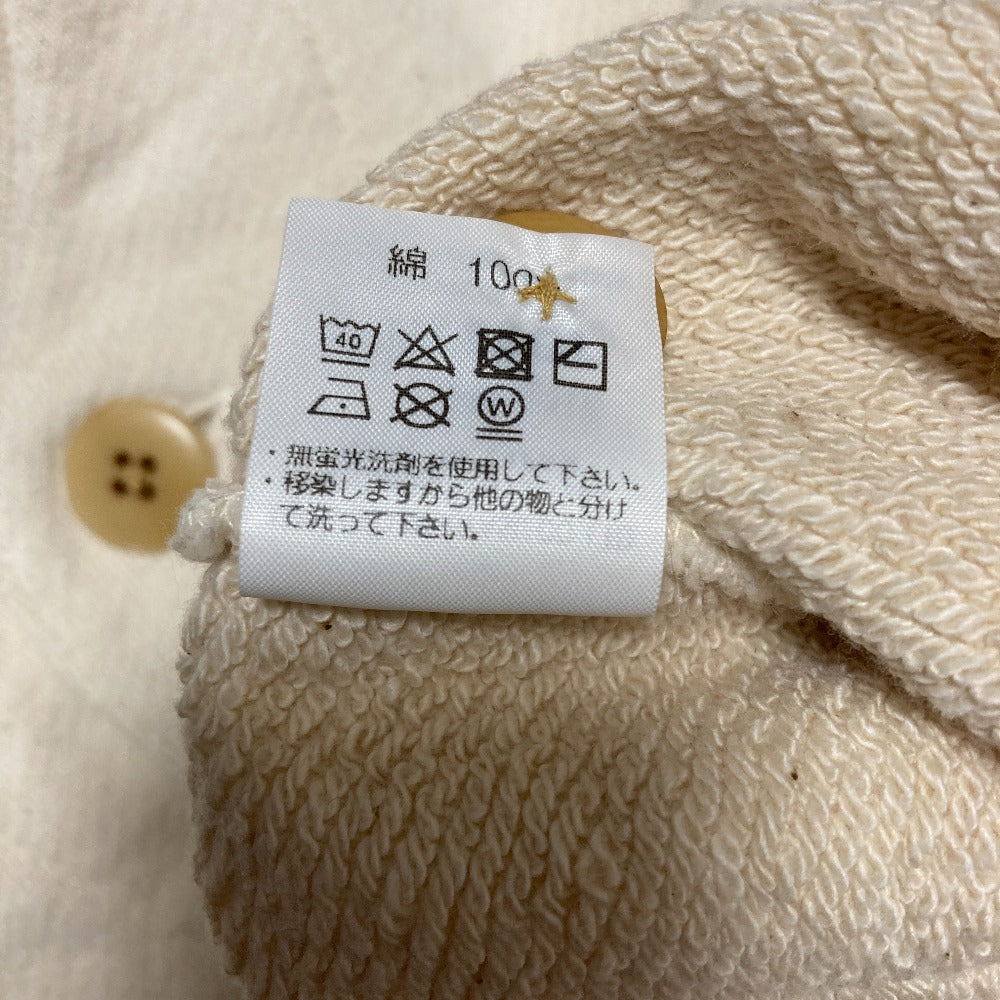 綿 100%
40
W
・無蛍光洗剤を使用して下さい。
・移染しますから他の物と分け
て洗って下さい。